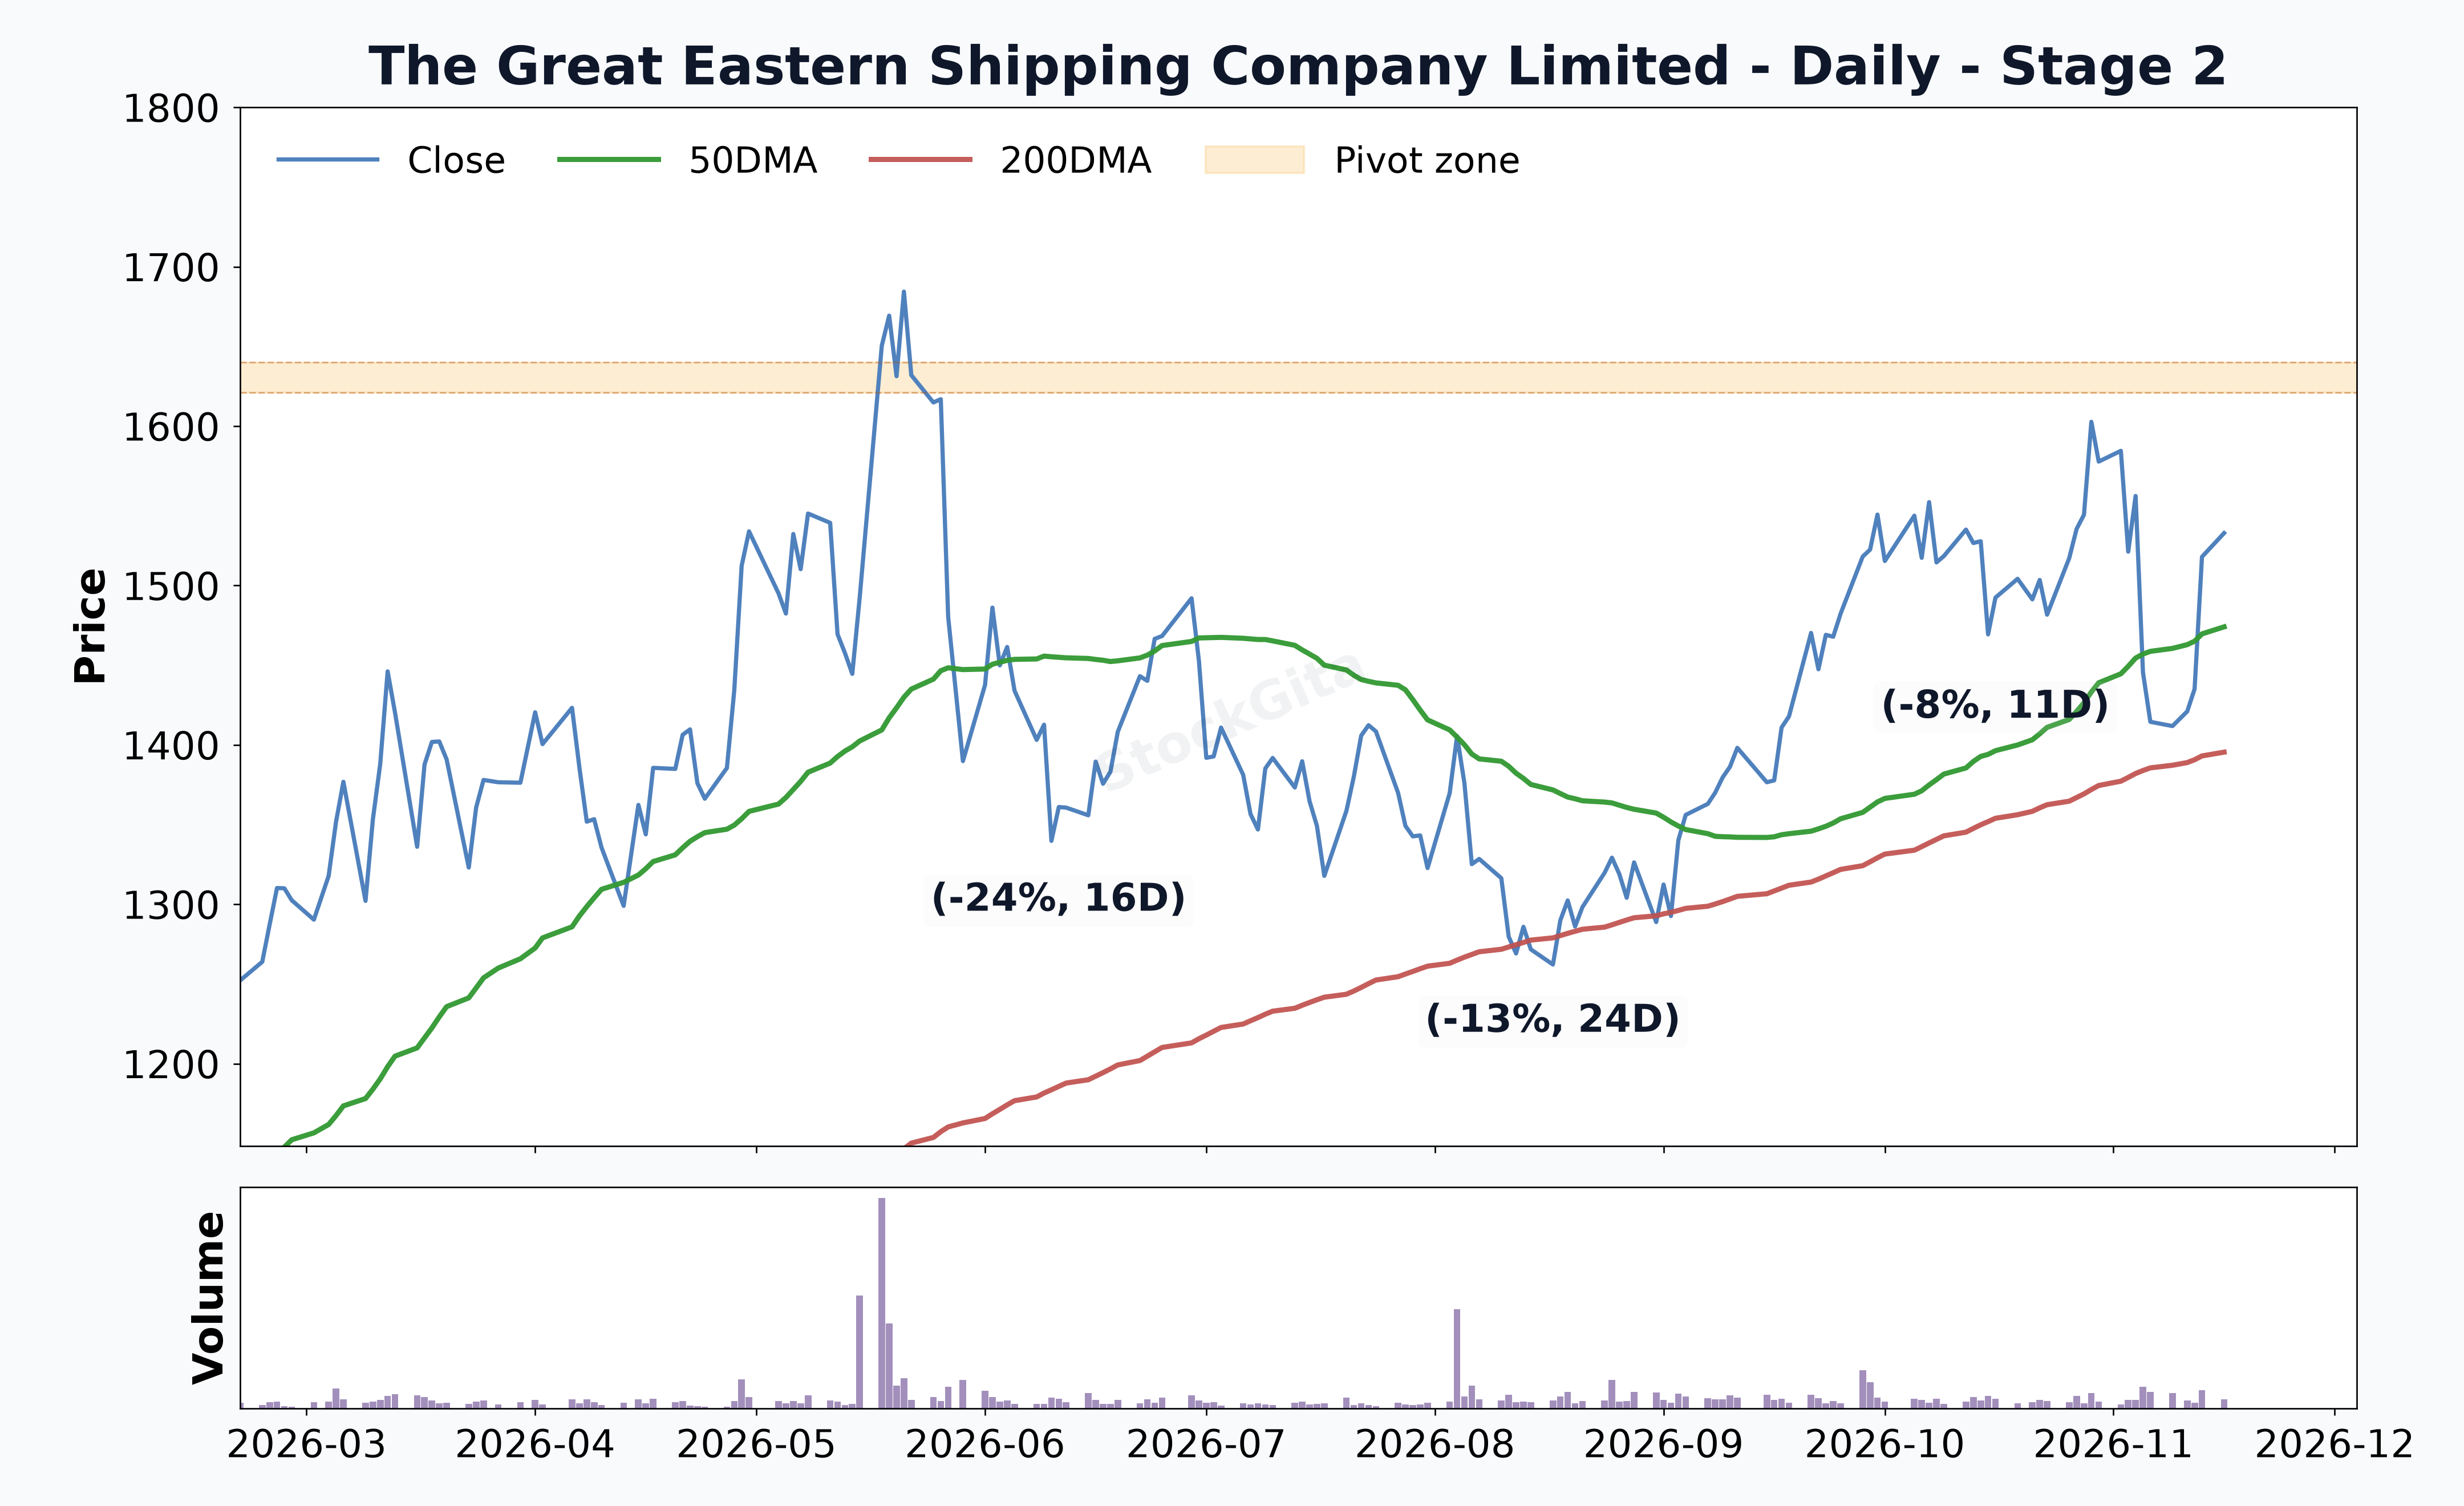 The Great Eastern Shipping Company Limited - Daily - Stage 2
Close 50DMA 200DMA Pivot zone
Price
1800
1700
1600
1500
1400
1300
1200
StockGita
(-24%, 16D)
(-13%, 24D)
(-8%, 11D)
Volume
2026-03 2026-04 2026-05 2026-06 2026-07 2026-08 2026-09 2026-10 2026-11 2026-12